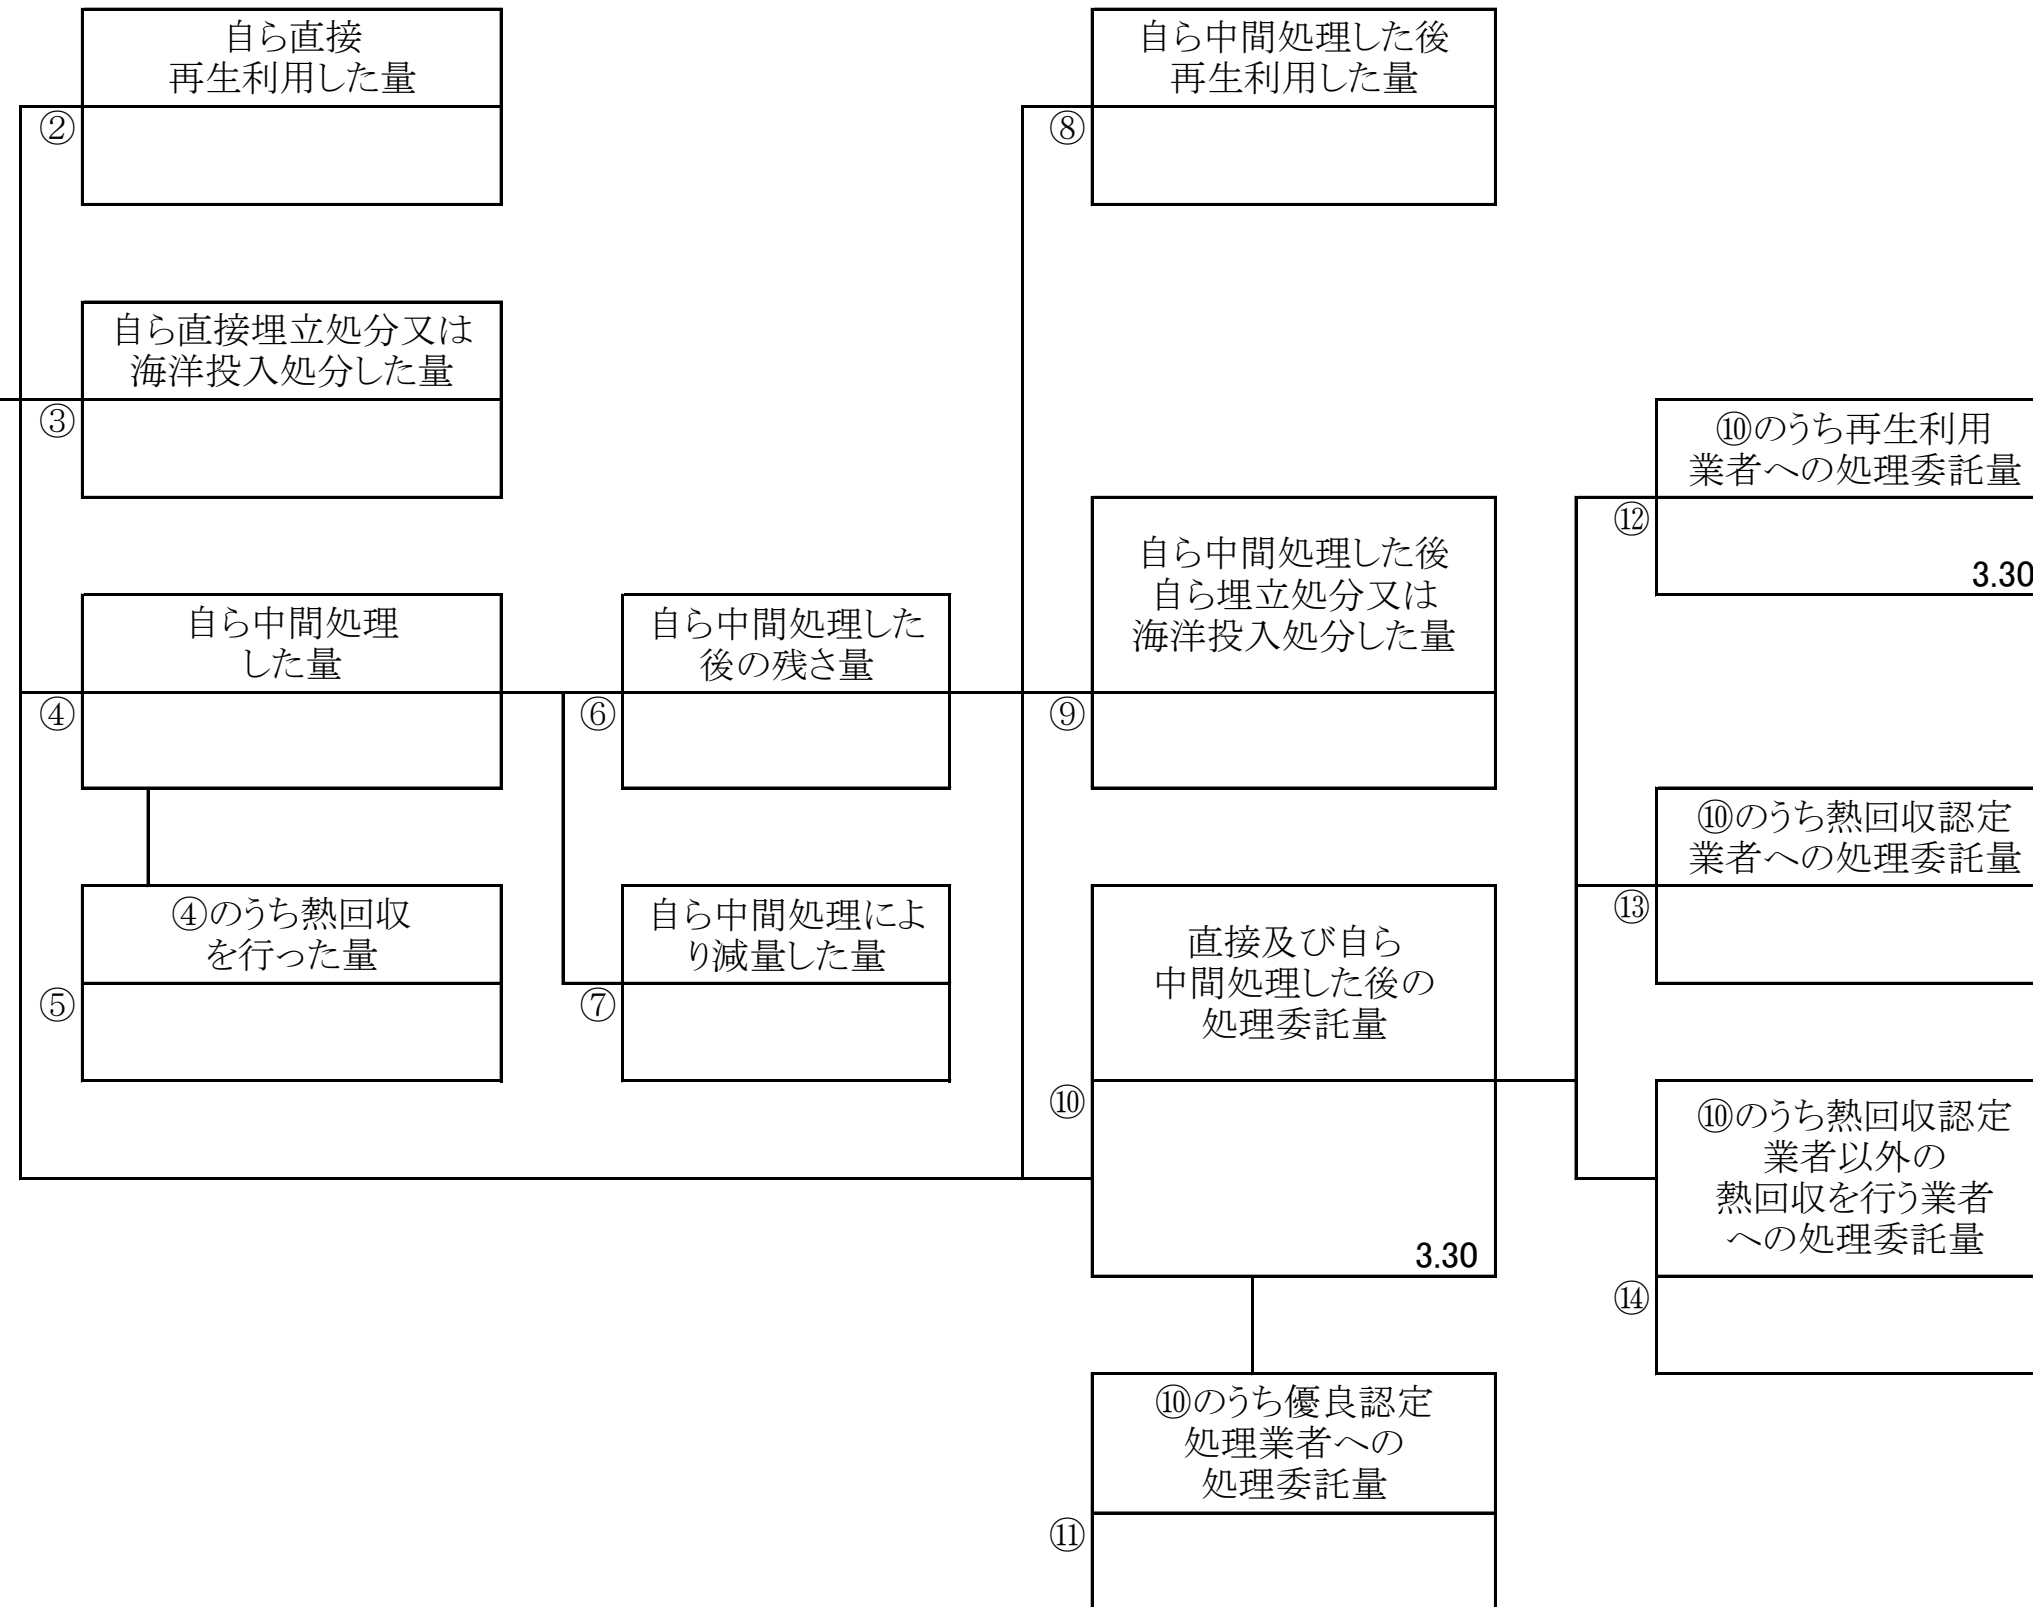 自ら直接
再生利用した量
②
自ら直接埋立処分又は
海洋投入処分した量
③
自ら中間処理
した量
④
④のうち熱回収
を行った量
⑤
自ら中間処理した
後の残さ量
⑥
自ら中間処理によ
り減量した量
⑦
自ら中間処理した後
再生利用した量
⑧
自ら中間処理した後
自ら埋立処分又は
海洋投入処分した量
⑨
直接及び自ら
中間処理した後の
処理委託量
⑩
3.30
⑩のうち優良認定
処理業者への
処理委託量
⑪
⑩のうち再生利用
業者への処理委託量
⑫
3.30
⑩のうち熱回収認定
業者への処理委託量
⑬
⑩のうち熱回収認定
業者以外の
熱回収を行う業者
への処理委託量
⑭